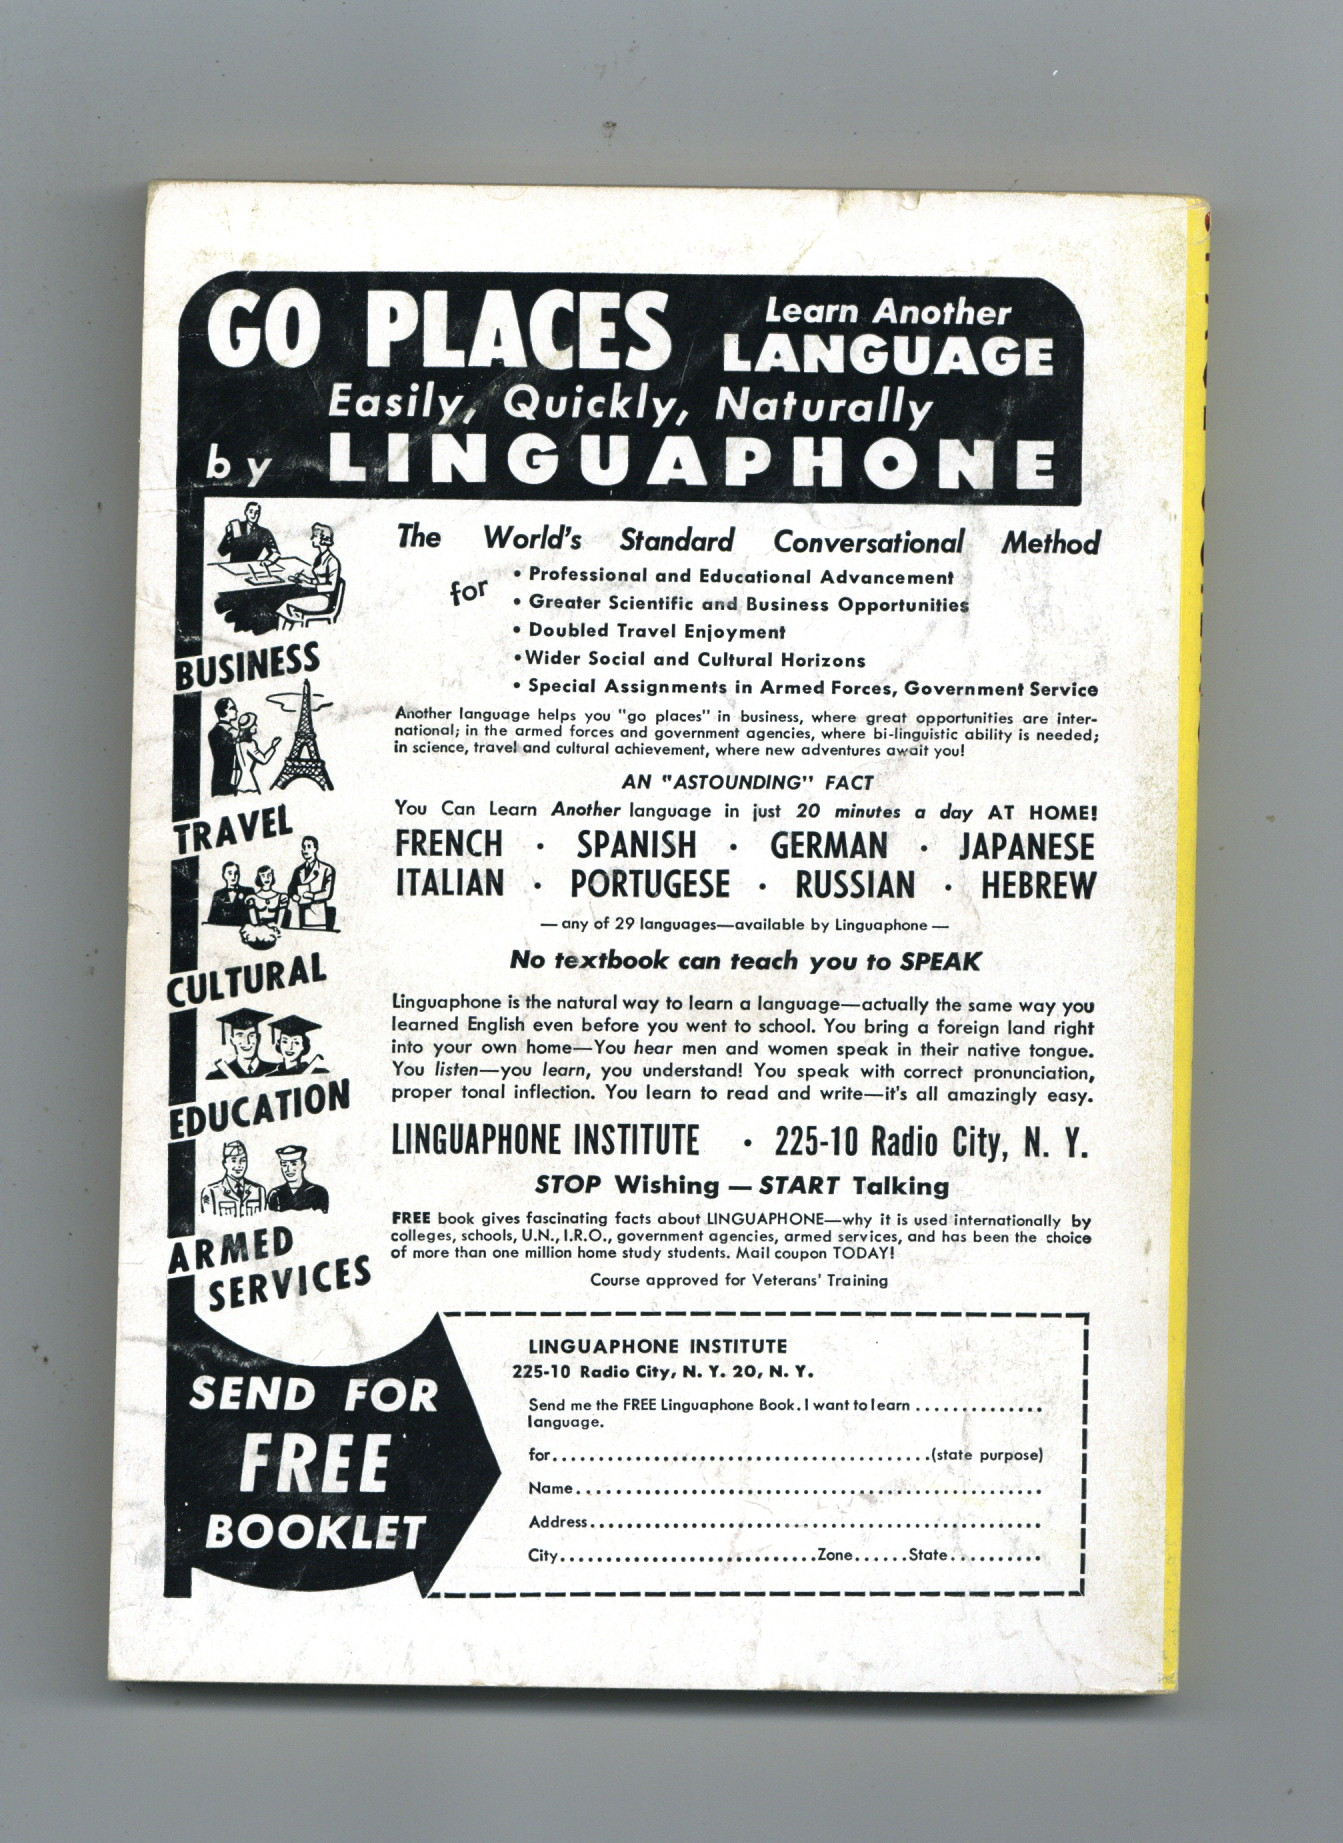 GO PLACES Learn Another
LANGUAGE
Easily, Quickly, Naturally
by LINGUAPHONE
The World's Standard Conversational Method
for
• Professional and Educational Advancement
• Greater Scientific and Business Opportunities
• Doubled Travel Enjoyment
• Wider Social and Cultural Horizons
• Special Assignments in Armed Forces, Government Service
BUSINESS
TRAVEL
CULTURAL
EDUCATION
ARMED
SERVICES
Another language helps you "go places" in business, where great opportunities are inter-
national; in the armed forces and government agencies, where bi-linguistic ability is needed;
in science, travel and cultural achievement, where new adventures await you!
AN "ASTOUNDING" FACT
You Can Learn Another language in just 20 minutes a day AT HOME!
FRENCH · SPANISH · GERMAN · JAPANESE
ITALIAN · PORTUGESE · RUSSIAN · HEBREW
— any of 29 languages—available by Linguaphone —
No textbook can teach you to SPEAK
Linguaphone is the natural way to learn a language—actually the same way you
learned English even before you went to school. You bring a foreign land right
into your own home—You hear men and women speak in their native tongue.
You listen—you learn, you understand! You speak with correct pronunciation,
proper tonal inflection. You learn to read and write—it's all amazingly easy.
LINGUAPHONE INSTITUTE · 225-10 Radio City, N. Y.
STOP Wishing — START Talking
FREE book gives fascinating facts about LINGUAPHONE—why it is used internationally by
colleges, schools, U.N., I.R.O., government agencies, armed services, and has been the choice
of more than one million home study students. Mail coupon TODAY!
Course approved for Veterans' Training
SEND FOR
FREE
BOOKLET
LINGUAPHONE INSTITUTE
225-10 Radio City, N. Y. 20, N. Y.
Send me the FREE Linguaphone Book. I want to learn ..............
language.
for..........................................(state purpose)
Name....................................................
Address..................................................
City.............................Zone......State..........